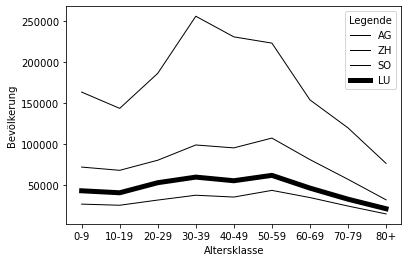 Legende
AG
ZH
SO
LU
250000
200000
150000
100000
50000
Bevölkerung
0-9 10-19 20-29 30-39 40-49 50-59 60-69 70-79 80+
Altersklasse